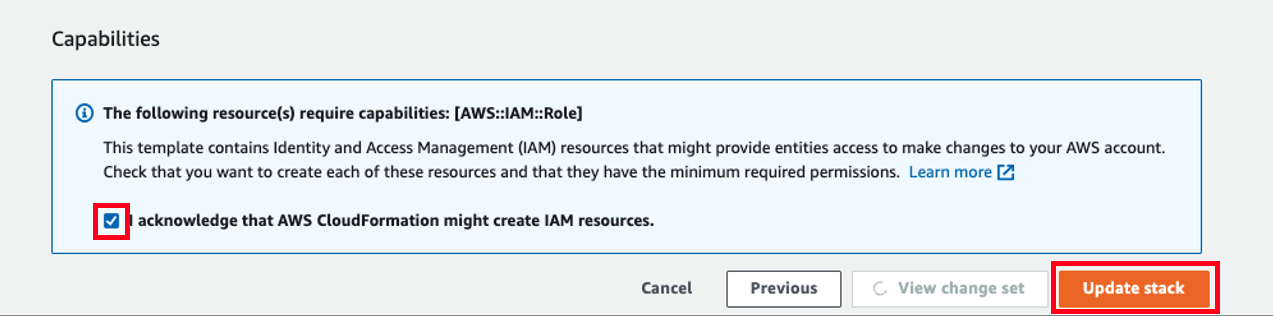 Capabilities
The following resource(s) require capabilities: [AWS::IAM::Role]
This template contains Identity and Access Management (IAM) resources that might provide entities access to make changes to your AWS account.
Check that you want to create each of these resources and that they have the minimum required permissions. Learn more
I acknowledge that AWS CloudFormation might create IAM resources.
Cancel Previous View change set Update stack